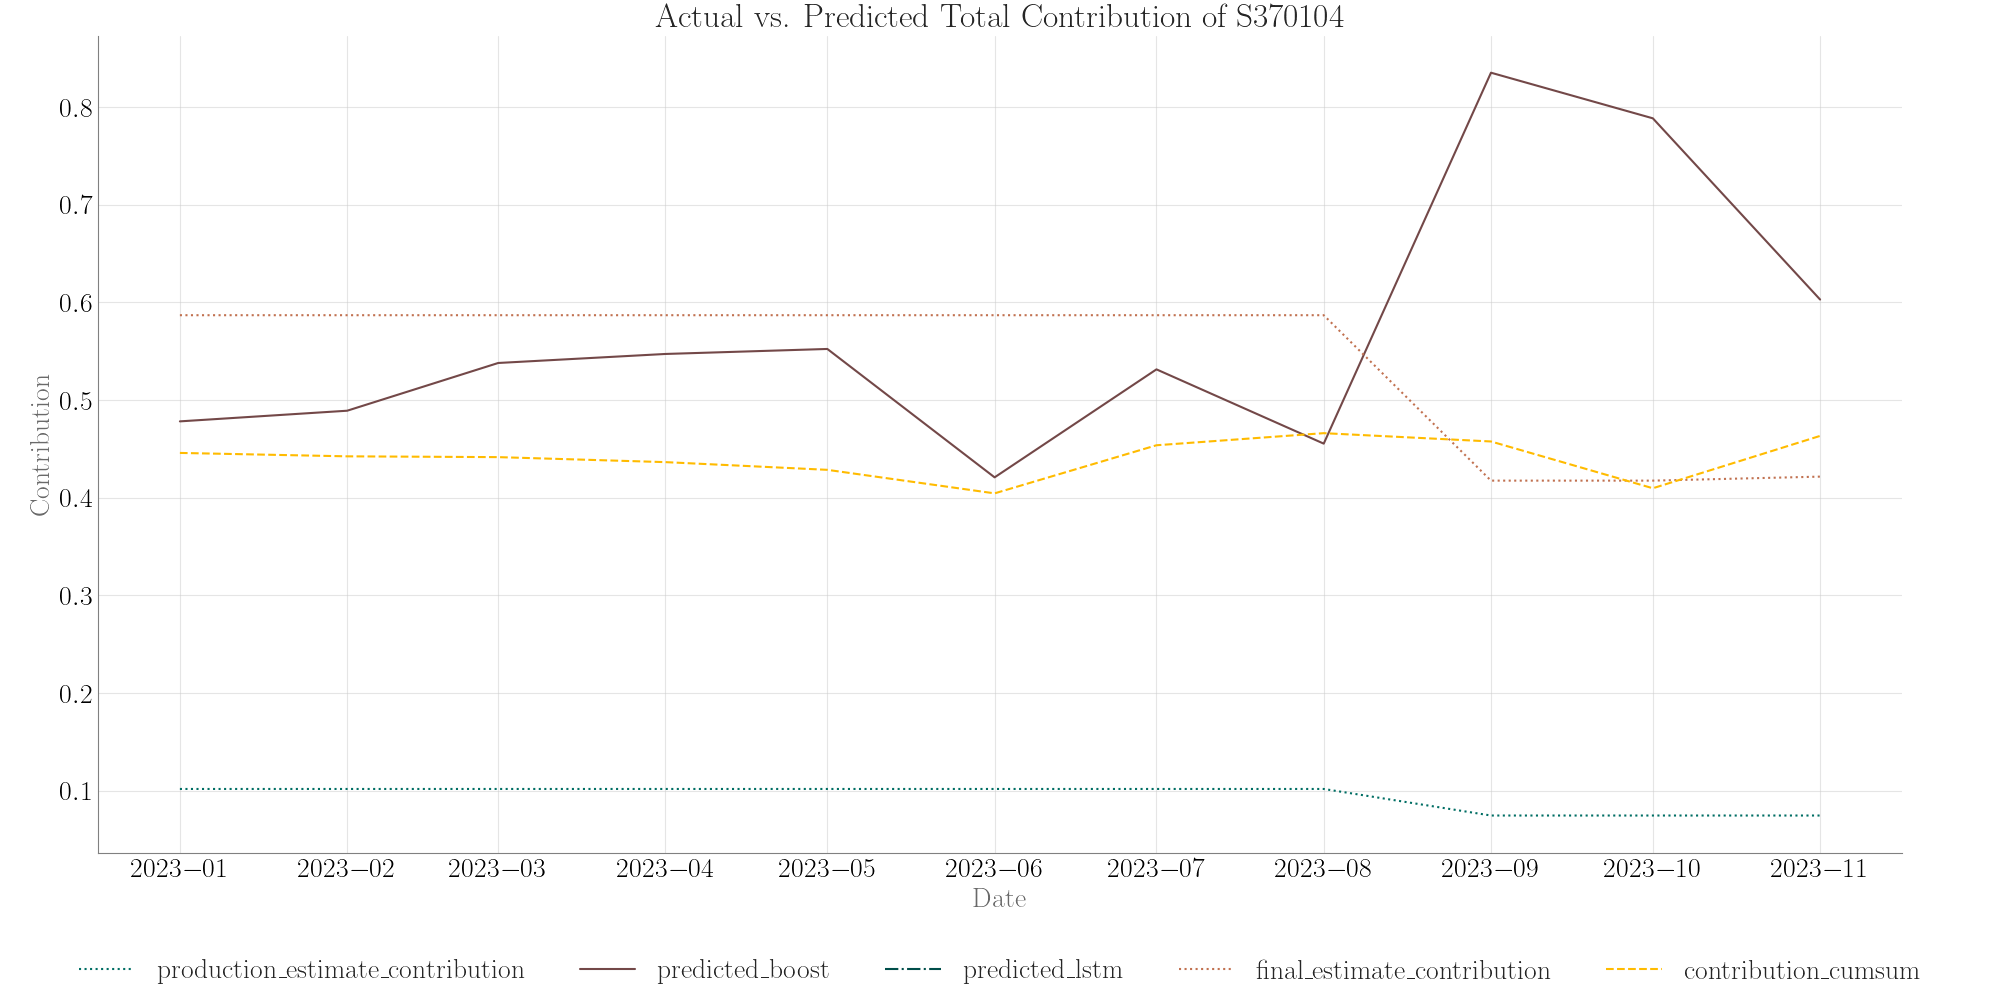 Actual vs. Predicted Total Contribution of S370104
0.8
0.7
0.6
0.5
0.4
0.3
0.2
0.1
Contribution
2023–01 2023–02 2023–03 2023–04 2023–05 2023–06 2023–07 2023–08 2023–09 2023–10 2023–11
Date
production_estimate_contribution predicted_boost predicted_lstm final_estimate_contribution contribution_cumsum